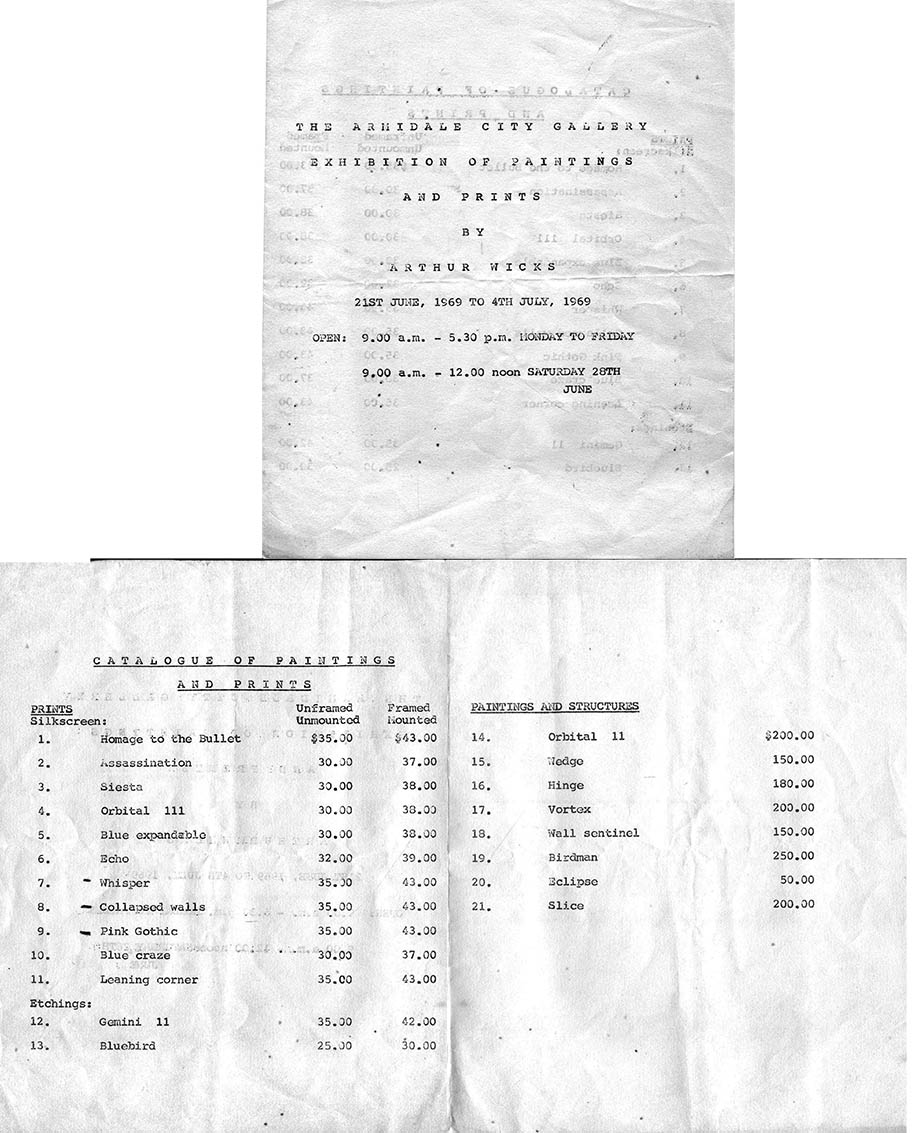 THE ARMIDALE CITY GALLERY
EXHIBITION OF PAINTINGS
AND PRINTS
BY
ARTHUR WICKS
21ST JUNE, 1969 TO 4TH JULY, 1969
OPEN: 9.00 a.m. - 5.30 p.m. MONDAY TO FRIDAY
9.00 a.m. - 12.00 noon SATURDAY 28TH
JUNE
CATALOGUE OF PAINTINGS
AND PRINTS
PRINTS Unframed Framed
Silkscreen: Unmounted Mounted
1. Homage to the Bullet $35.00 $43.00
2. Assassination 30.00 37.00
3. Siesta 30.00 38.00
4. Orbital 111 30.00 38.00
5. Blue expandable 30.00 38.00
6. Echo 32.00 39.00
7. - Whisper 35.00 43.00
8. - Collapsed walls 35.00 43.00
9. - Pink Gothic 35.00 43.00
10. Blue craze 30.00 37.00
11. Leaning corner 35.00 43.00
Etchings:
12. Gemini 11 35.00 42.00
13. Bluebird 25.00 30.00
PAINTINGS AND STRUCTURES
14. Orbital 11 $200.00
15. Wedge 150.00
16. Hinge 180.00
17. Vortex 200.00
18. Wall sentinel 150.00
19. Birdman 250.00
20. Eclipse 50.00
21. Slice 200.00